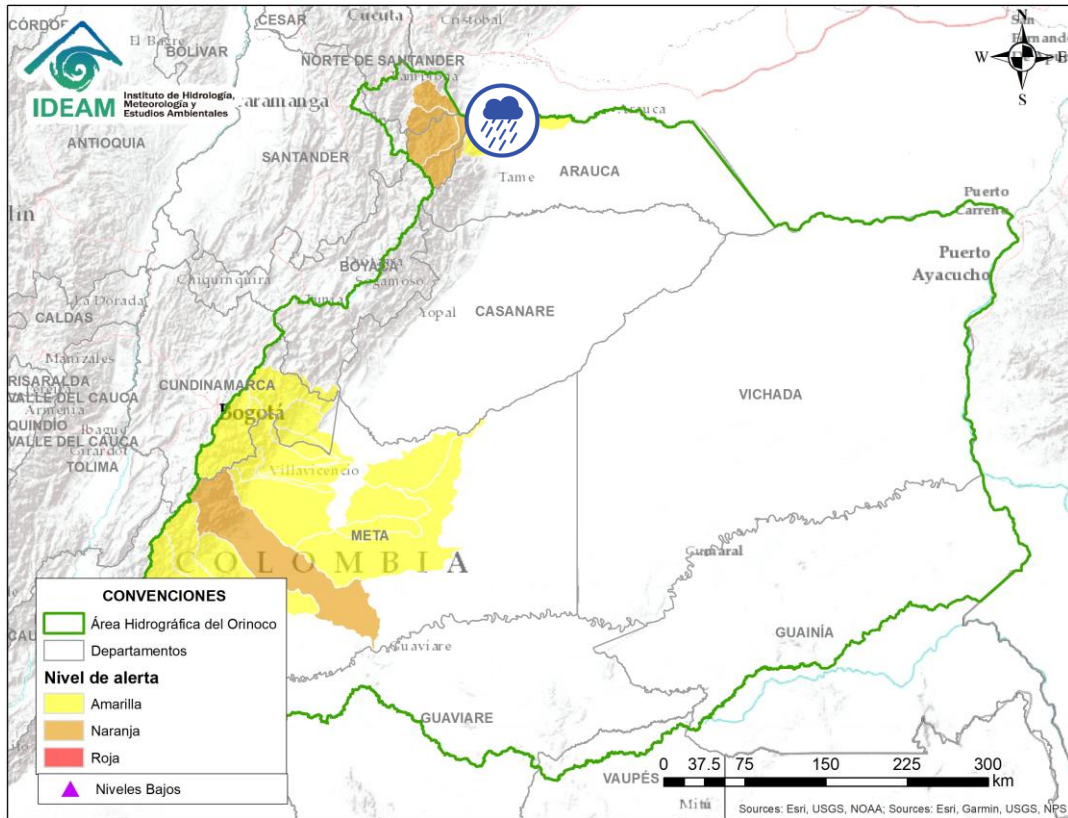 IDEAM
Instituto de Hidrología,
Meteorología y
Estudios Ambientales
CESAR
Cucuta
Cristobal
N
W
E
S
San
Fernando
El Bagre
BOLÍVAR
NORTE DE SANTANDER
Arauca
ANTIOQUIA
SANTANDER
Tame
ARAUCA
Puerto
Carreño
Puerto
Ayacucho
Chiquinquira
BOYACÁ
Sogamoso
Tunja
La Dorada
Yopal
CASANARE
CALDAS
Manizales
RISARALDA
CUNDINAMARCA
VICHADA
VALLE DEL CAUCA
Armenia
Bogotá
QUINDÍO
Ibague
VALLE DEL CAUCA
Girardot
TOLIMA
Villavicencio
META
COLOMBIA
Gumaral
GUAINÍA
Guaviare
GUAVIARE
VAUPÉS
Mitú
CONVENCIONES
Área Hidrográfica del Orinoco
Departamentos
Nivel de alerta
Amarilla
Naranja
Roja
Niveles Bajos
0 37.5 75 150 225 300
km
Sources: Esri, USGS, NOAA; Sources: Esri, Garmin, USGS, NPS